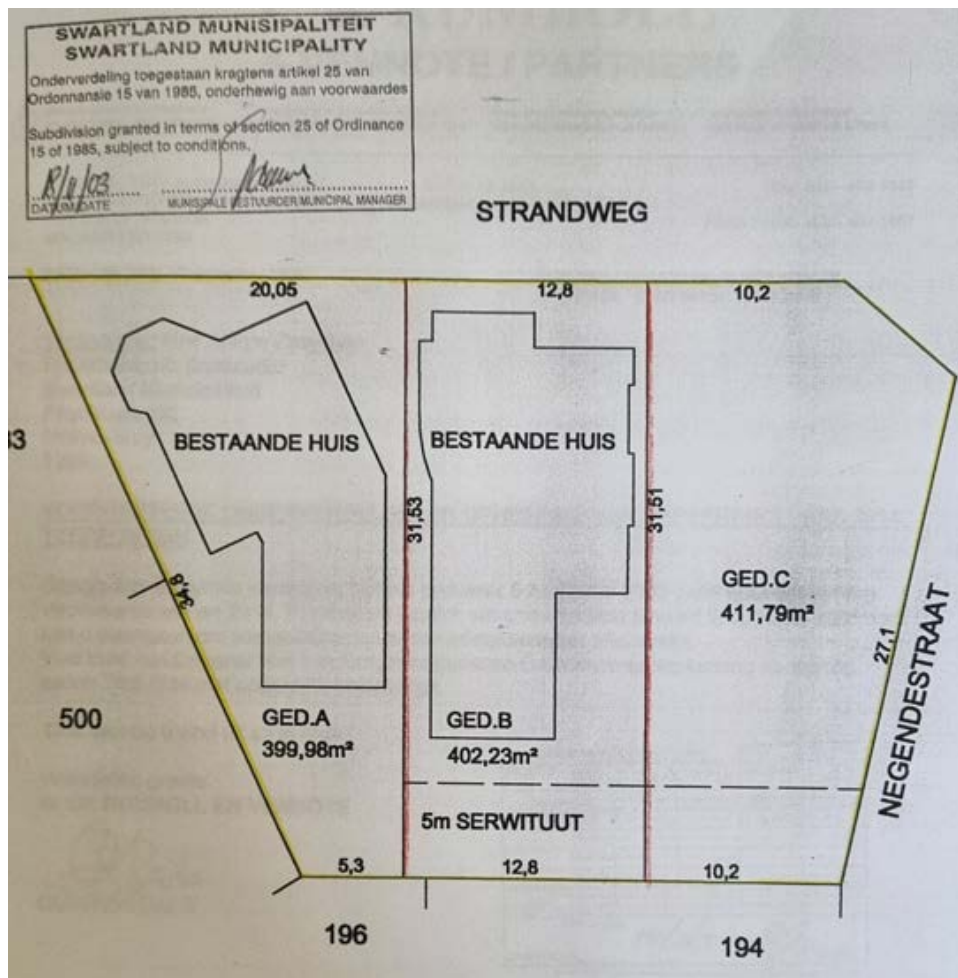 SWARTLAND MUNISIPALITEIT
SWARTLAND MUNICIPALITY
Onderverdeling toegestaan kragtens artikel 25 van
Ordonnansie 15 van 1985, onderhewig aan voorwaardes
Subdivision granted in terms of section 25 of Ordinance
15 of 1985, subject to conditions.
DATUM/DATE
MUNISIPALE BESTUURDER/MUNICIPAL MANAGER
STRANDWEG
20,05
12,8
10,2
BESTAANDE HUIS
BESTAANDE HUIS
31,53
31,51
34,8
27,1
NEGENDESTRAAT
GED.C
411,79m²
500
GED.A
399,98m²
GED.B
402,23m²
5m SERWITUUT
5,3
12,8
10,2
196
194